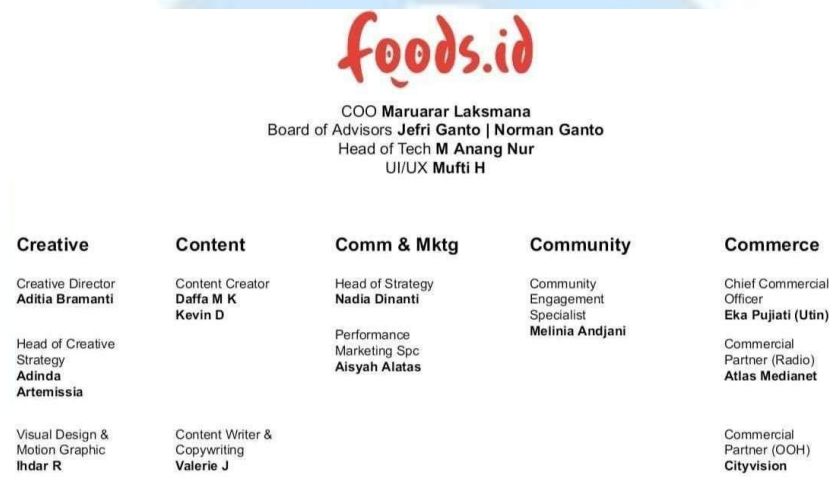 foods.id
COO Maruarar Laksmana
Board of Advisors Jefri Ganto | Norman Ganto
Head of Tech M Anang Nur
UI/UX Mufti H
Creative
Creative Director
Aditia Bramanti
Head of Creative
Strategy
Adinda
Artemissia
Visual Design &
Motion Graphic
Ihdar R
Content
Content Creator
Daffa M K
Kevin D
Content Writer &
Copywriting
Valerie J
Comm & Mktg
Head of Strategy
Nadia Dinanti
Performance
Marketing Spc
Aisyah Alatas
Community
Community
Engagement
Specialist
Melinia Andjani
Commerce
Chief Commercial
Officer
Eka Pujiati (Utin)
Commercial
Partner (Radio)
Atlas Medianet
Commercial
Partner (OOH)
Cityvision